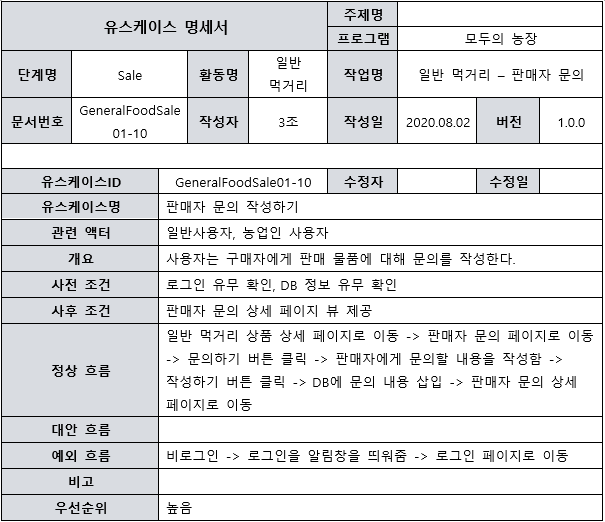 유스케이스 명세서
주제명
프로그램 모두의 농장
단계명 Sale 활동명 일반 먹거리 작업명 일반 먹거리 – 판매자 문의
문서번호 GeneralFoodSale 01-10 작성자 3조 작성일 2020.08.02 버전 1.0.0
유스케이스ID GeneralFoodSale01-10 수정자 수정일
유스케이스명 판매자 문의 작성하기
관련 액터 일반사용자, 농업인 사용자
개요 사용자는 구매자에게 판매 물품에 대해 문의를 작성한다.
사전 조건 로그인 유무 확인, DB 정보 유무 확인
사후 조건 판매자 문의 상세 페이지 뷰 제공
정상 흐름 일반 먹거리 상품 상세 페이지로 이동 -> 판매자 문의 페이지로 이동
-> 문의하기 버튼 클릭 -> 판매자에게 문의할 내용을 작성함 ->
작성하기 버튼 클릭 -> DB에 문의 내용 삽입 -> 판매자 문의 상세
페이지로 이동
대안 흐름
예외 흐름 비로그인 -> 로그인을 알림창을 띄워줌 -> 로그인 페이지로 이동
비고
우선순위 높음